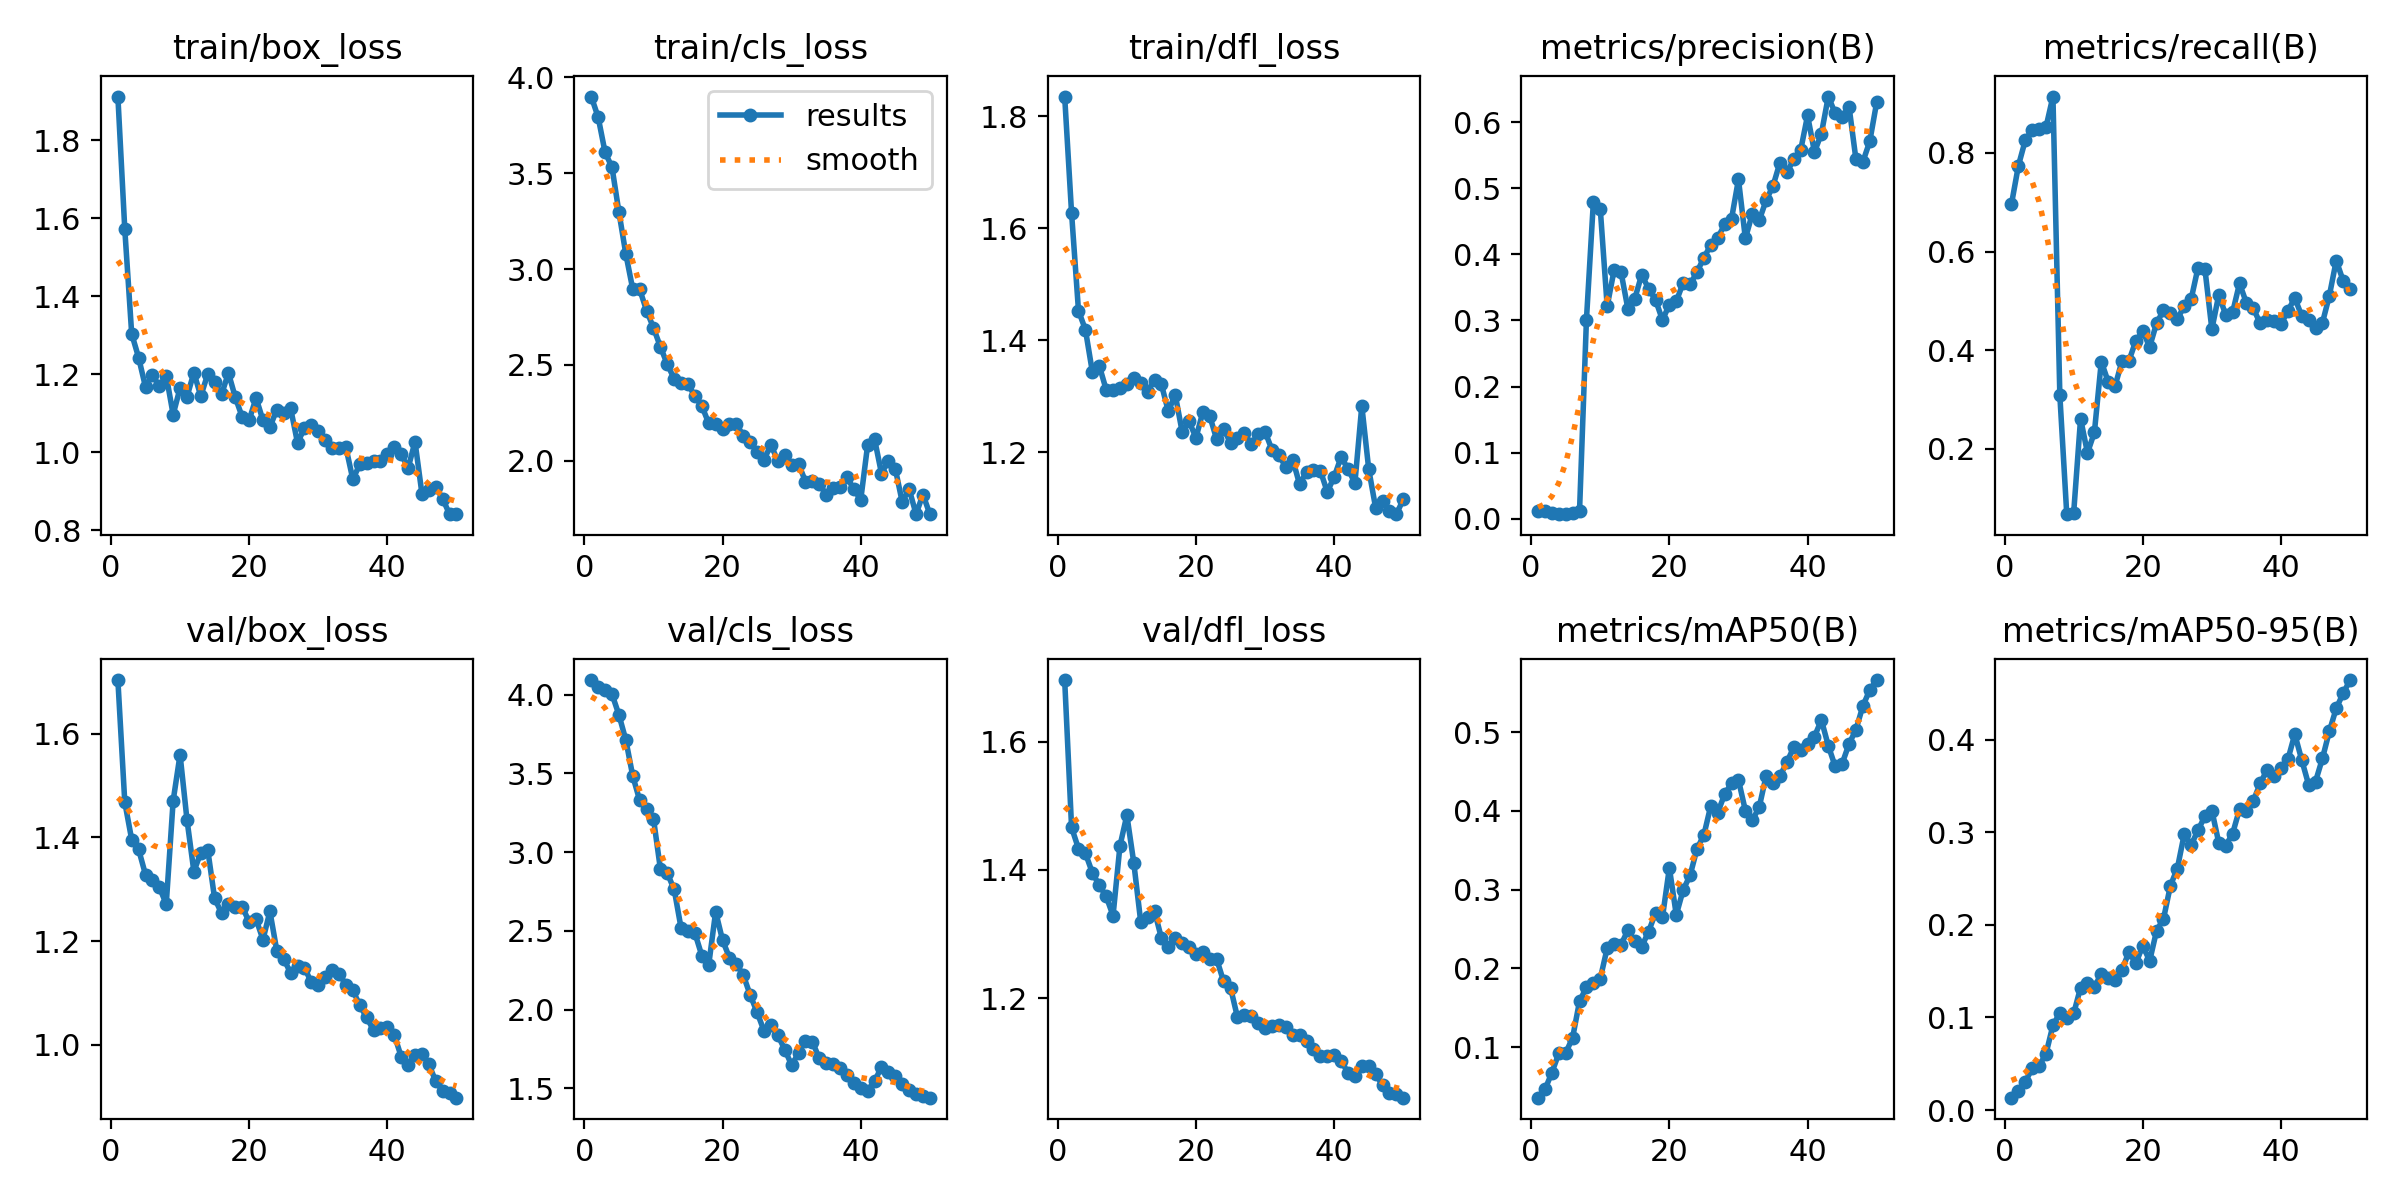 train/box_loss
train/cls_loss
train/dfl_loss
metrics/precision(B)
metrics/recall(B)
1.8
1.6
1.4
1.2
1.0
0.8
0 20 40
4.0
3.5
3.0
2.5
2.0
results
smooth
0 20 40
1.8
1.6
1.4
1.2
0 20 40
0.6
0.5
0.4
0.3
0.2
0.1
0.0
0 20 40
0.8
0.6
0.4
0.2
0 20 40
val/box_loss
val/cls_loss
val/dfl_loss
metrics/mAP50(B)
metrics/mAP50-95(B)
1.6
1.4
1.2
1.0
0 20 40
4.0
3.5
3.0
2.5
2.0
1.5
0 20 40
1.6
1.4
1.2
0 20 40
0.5
0.4
0.3
0.2
0.1
0 20 40
0.4
0.3
0.2
0.1
0.0
0 20 40